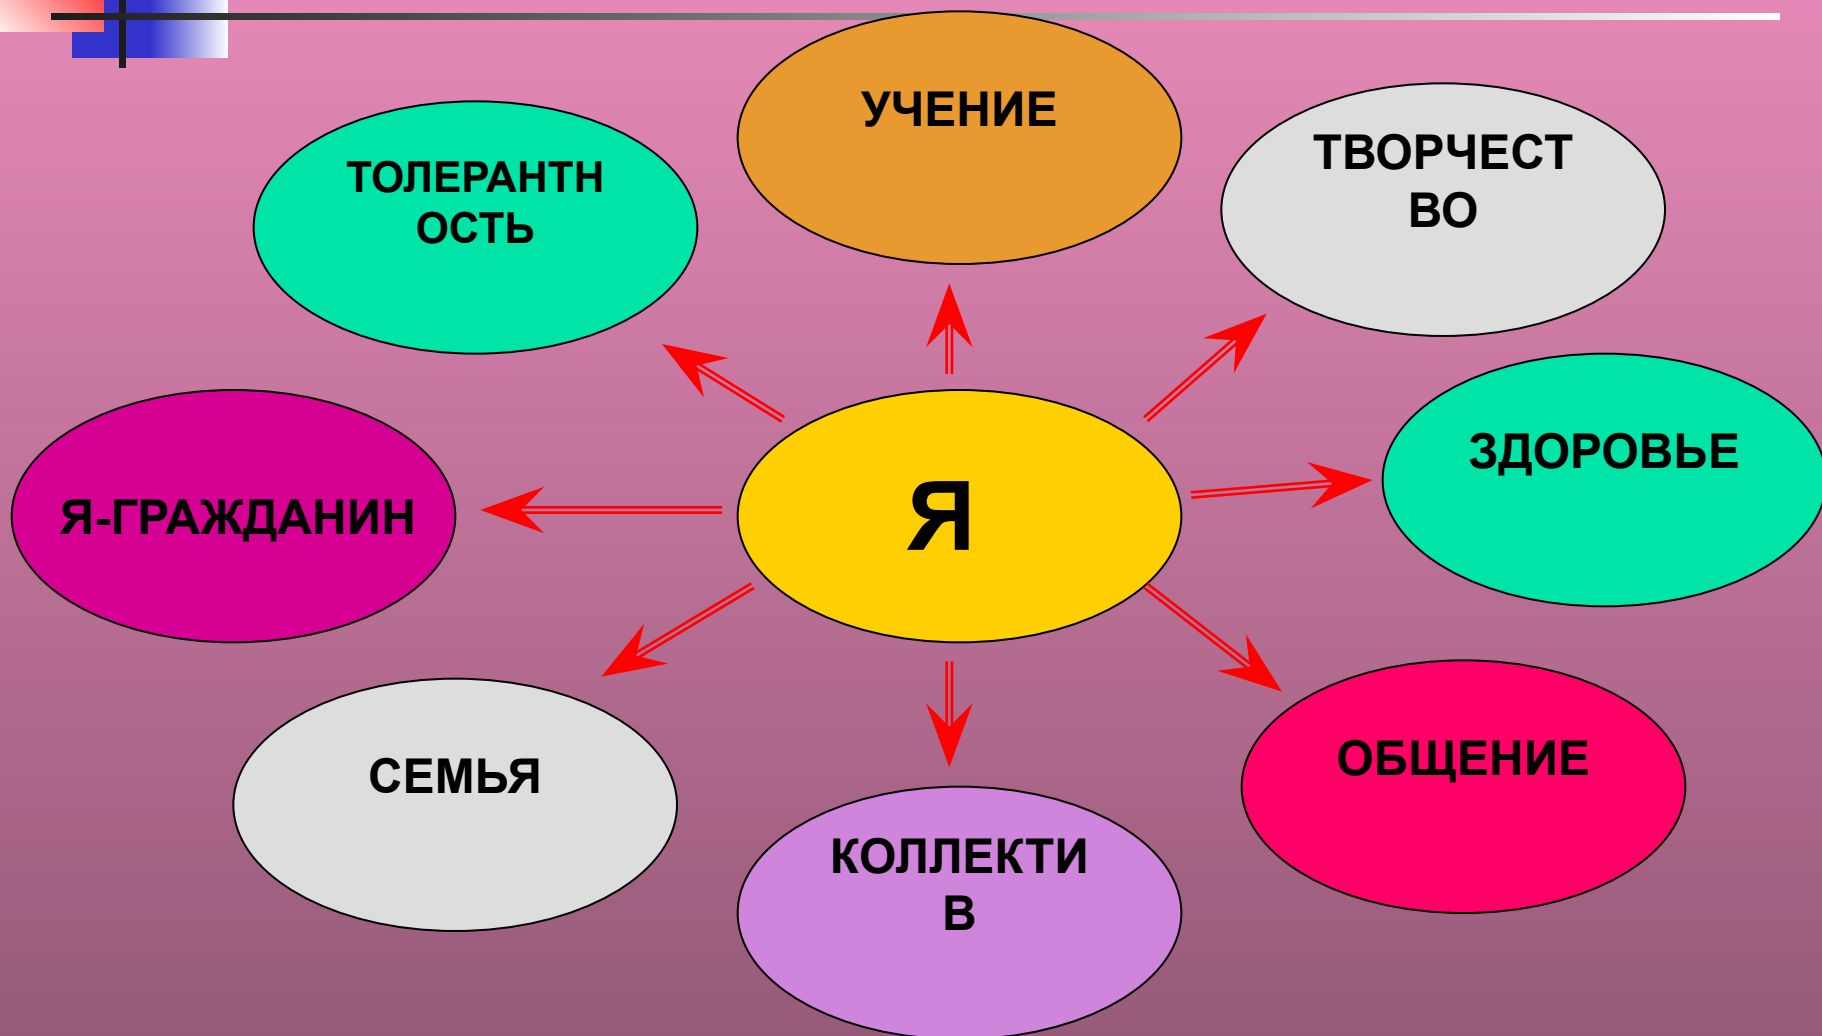 УЧЕНИЕ
ТВОРЧЕСТ
ВО
ТОЛЕРАНТН
ОСТЬ
ЗДОРОВЬЕ
Я
Я-ГРАЖДАНИН
ОБЩЕНИЕ
СЕМЬЯ
КОЛЛЕКТИ
В